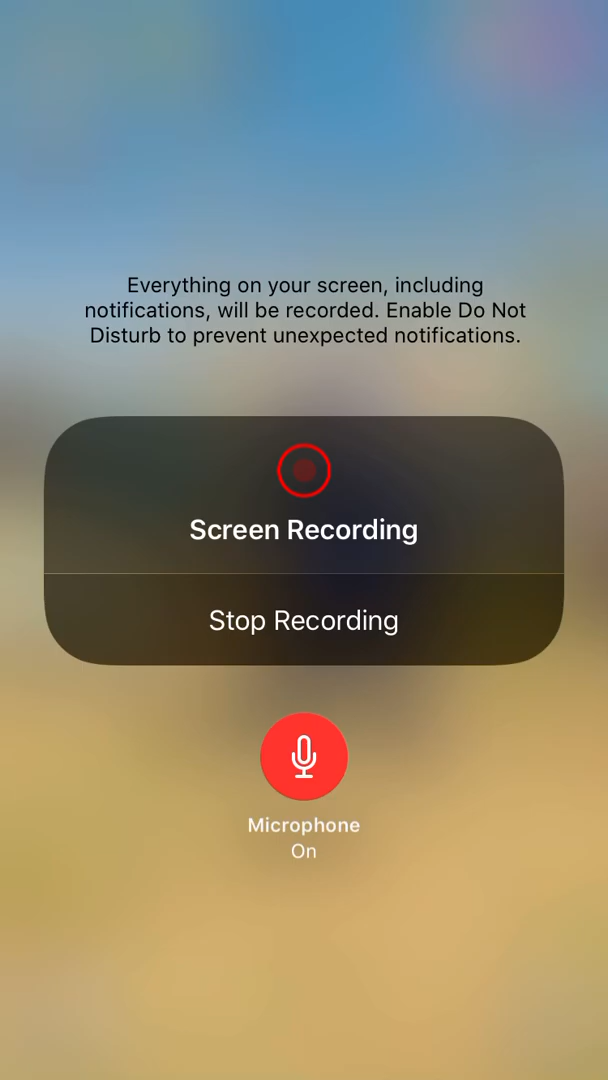 Everything on your screen, including
notifications, will be recorded. Enable Do Not
Disturb to prevent unexpected notifications.
Screen Recording
Stop Recording
Microphone
On